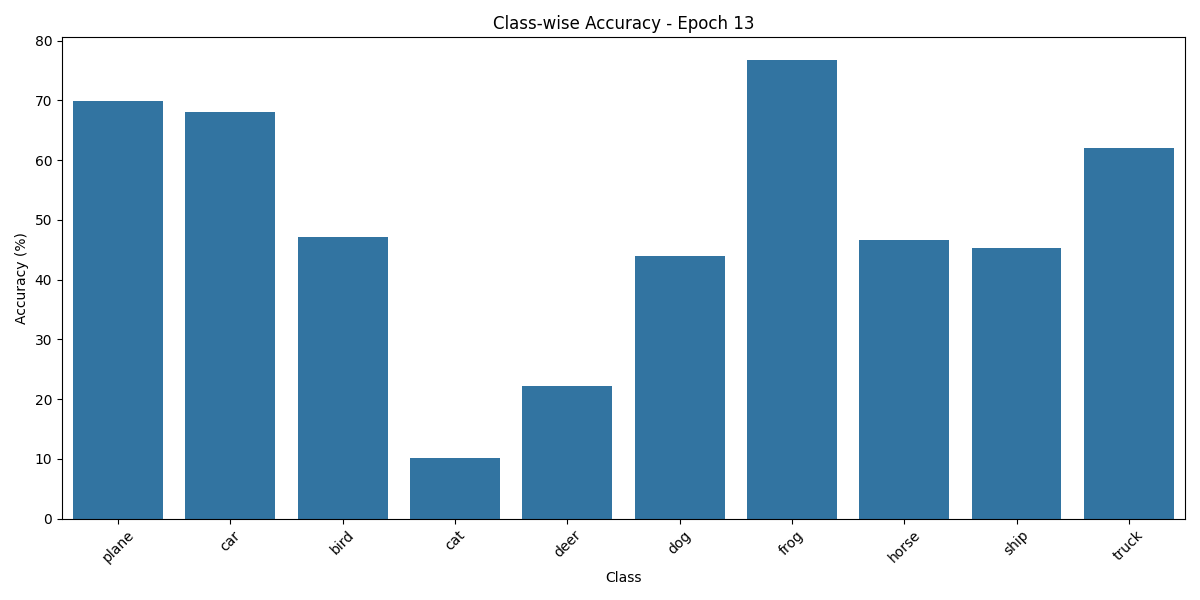 Class-wise Accuracy - Epoch 13
Accuracy (%)
80
70
60
50
40
30
20
10
0
plane
car
bird
cat
deer
dog
frog
horse
ship
truck
Class